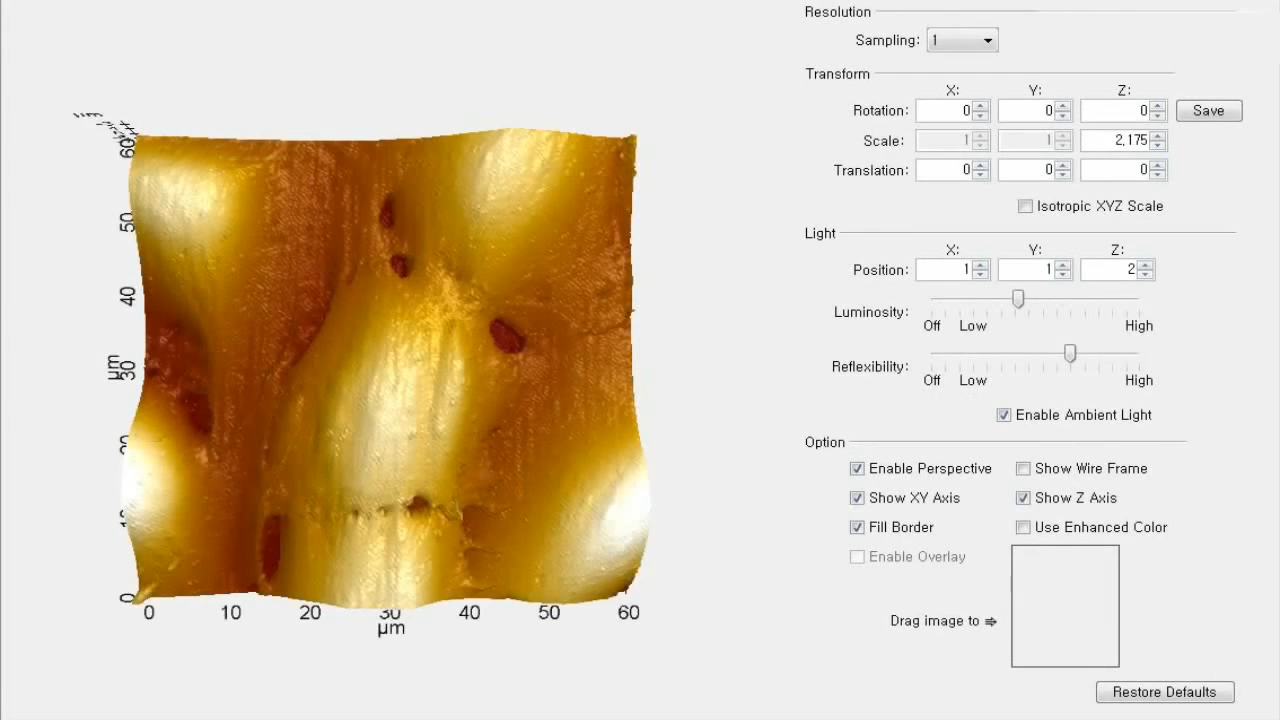 Resolution
Sampling: 1
Transform
X: Y: Z:
Rotation: 0 0 0 Save
Scale: 1 1 2,175
Translation: 0 0 0
Isotropic XYZ Scale
Light
X: Y: Z:
Position: 1 1 2
Luminosity:
Off Low High
Reflexibility:
Off Low High
Enable Ambient Light
Option
Enable Perspective Show Wire Frame
Show XY Axis Show Z Axis
Fill Border Use Enhanced Color
Enable Overlay
Drag image to ⇨
Restore Defaults
60
50
40
30
µm
0
0 10 20 30 40 50 60
µm